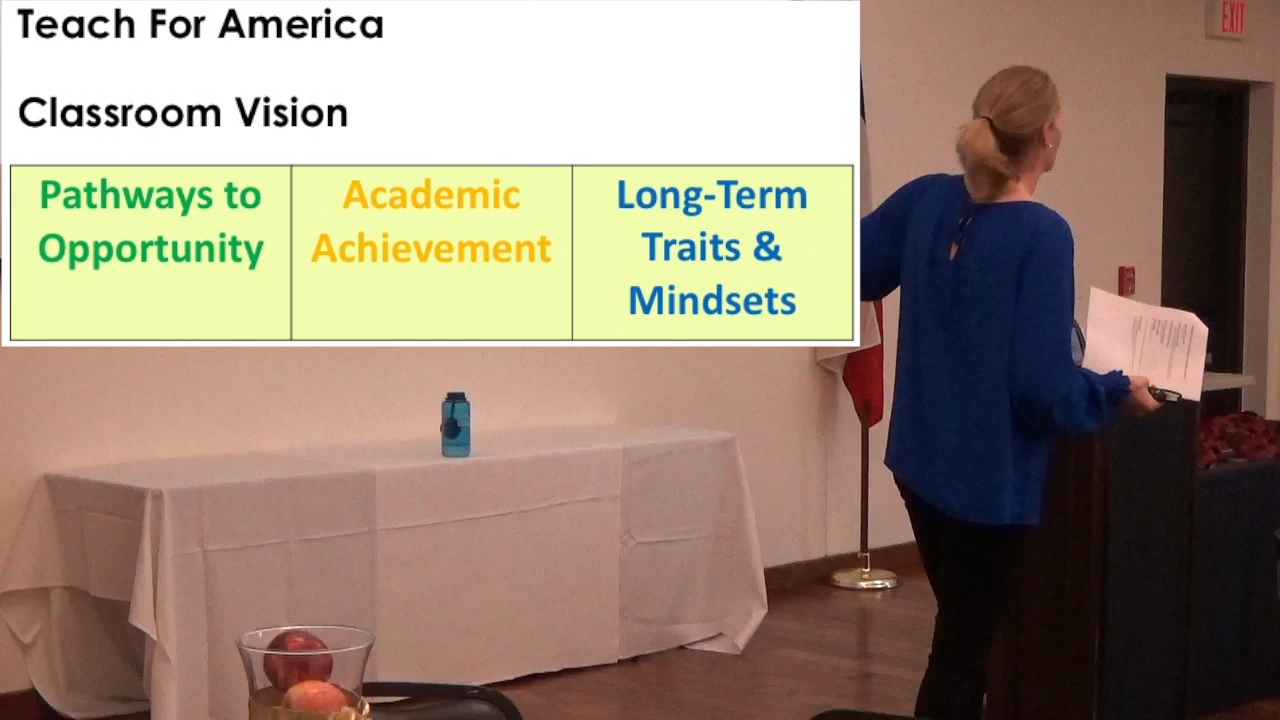 Teach For America
Classroom Vision
Pathways to
Opportunity
Academic
Achievement
Long-Term
Traits &
Mindsets
EXIT